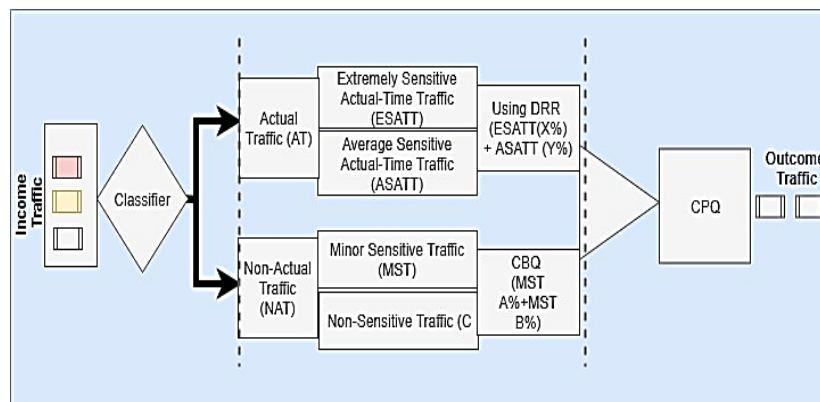 Income
Traffic
Classifier
Actual
Traffic (AT)
Extremely Sensitive
Actual-Time Traffic
(ESATT)
Average Sensitive
Actual-Time Traffic
(ASATT)
Using DRR
(ESATT(X%)
+ ASATT (Y%)
Non-Actual
Traffic
(NAT)
Minor Sensitive Traffic
(MST)
Non-Sensitive Traffic (C
CBQ
(MST
A%+MST
B%)
CPQ
Outcome
Traffic